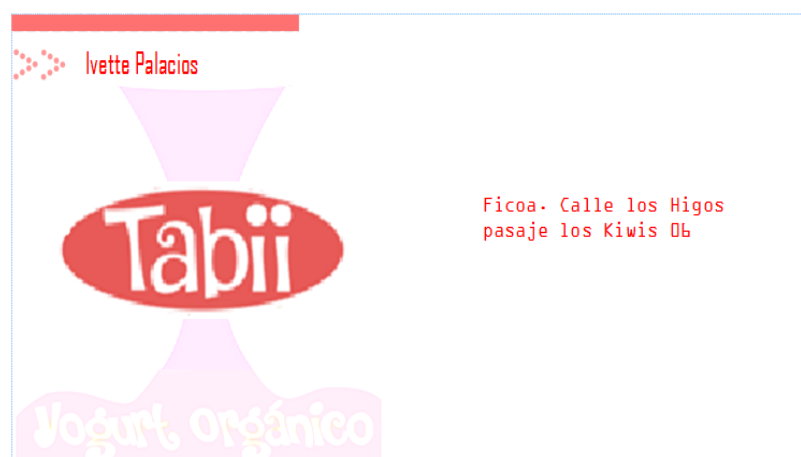 Ivette Palacios
Tabii
Ficoa. Calle los Higos
pasaje los Kiwis 06
Yogurt Orgánico